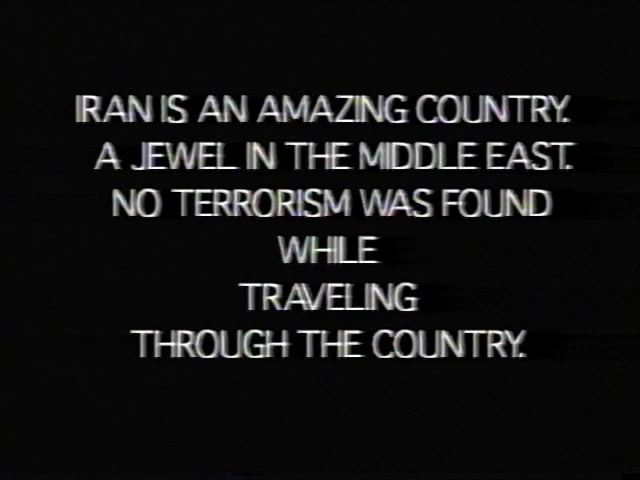 IRAN IS AN AMAZING COUNTRY.
A JEWEL IN THE MIDDLE EAST.
NO TERRORISM WAS FOUND
WHILE
TRAVELING
THROUGH THE COUNTRY.